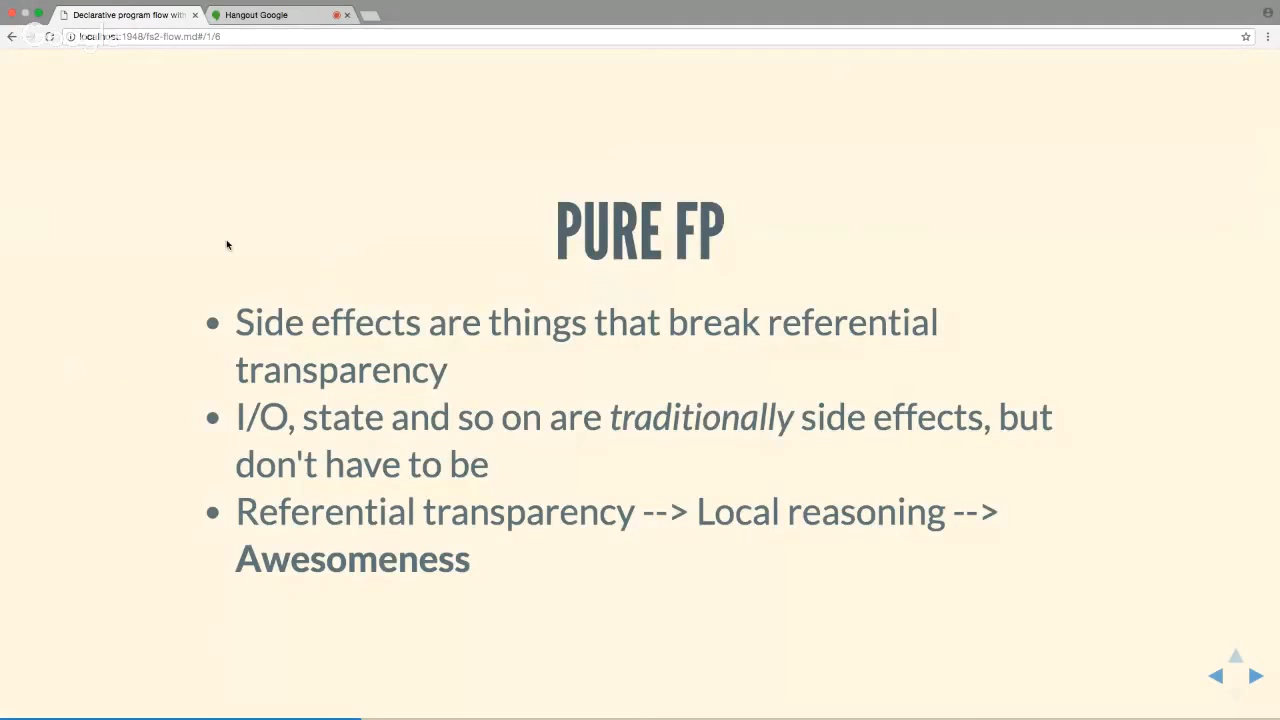 Declarative program flow with
Hangout Google
localhost:1948/fs2-flow.md#/1/6
PURE FP
• Side effects are things that break referential
transparency
• I/O, state and so on are traditionally side effects, but
don't have to be
• Referential transparency --> Local reasoning -->
Awesomeness